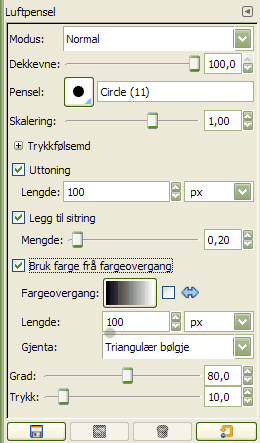 Luftpensel
Modus: Normal
Dekkevne: 100,0
Pensel: Circle (11)
Skalering: 1,00
Trykkfølsemd
Uttoning
Lengde: 100 px
Legg til sitring
Mengde: 0,20
Bruk farge frå fargeovergang
Fargeovergang:
Lengde: 100 px
Gjenta: Triangulær bølgje
Grad: 80,0
Trykk: 10,0